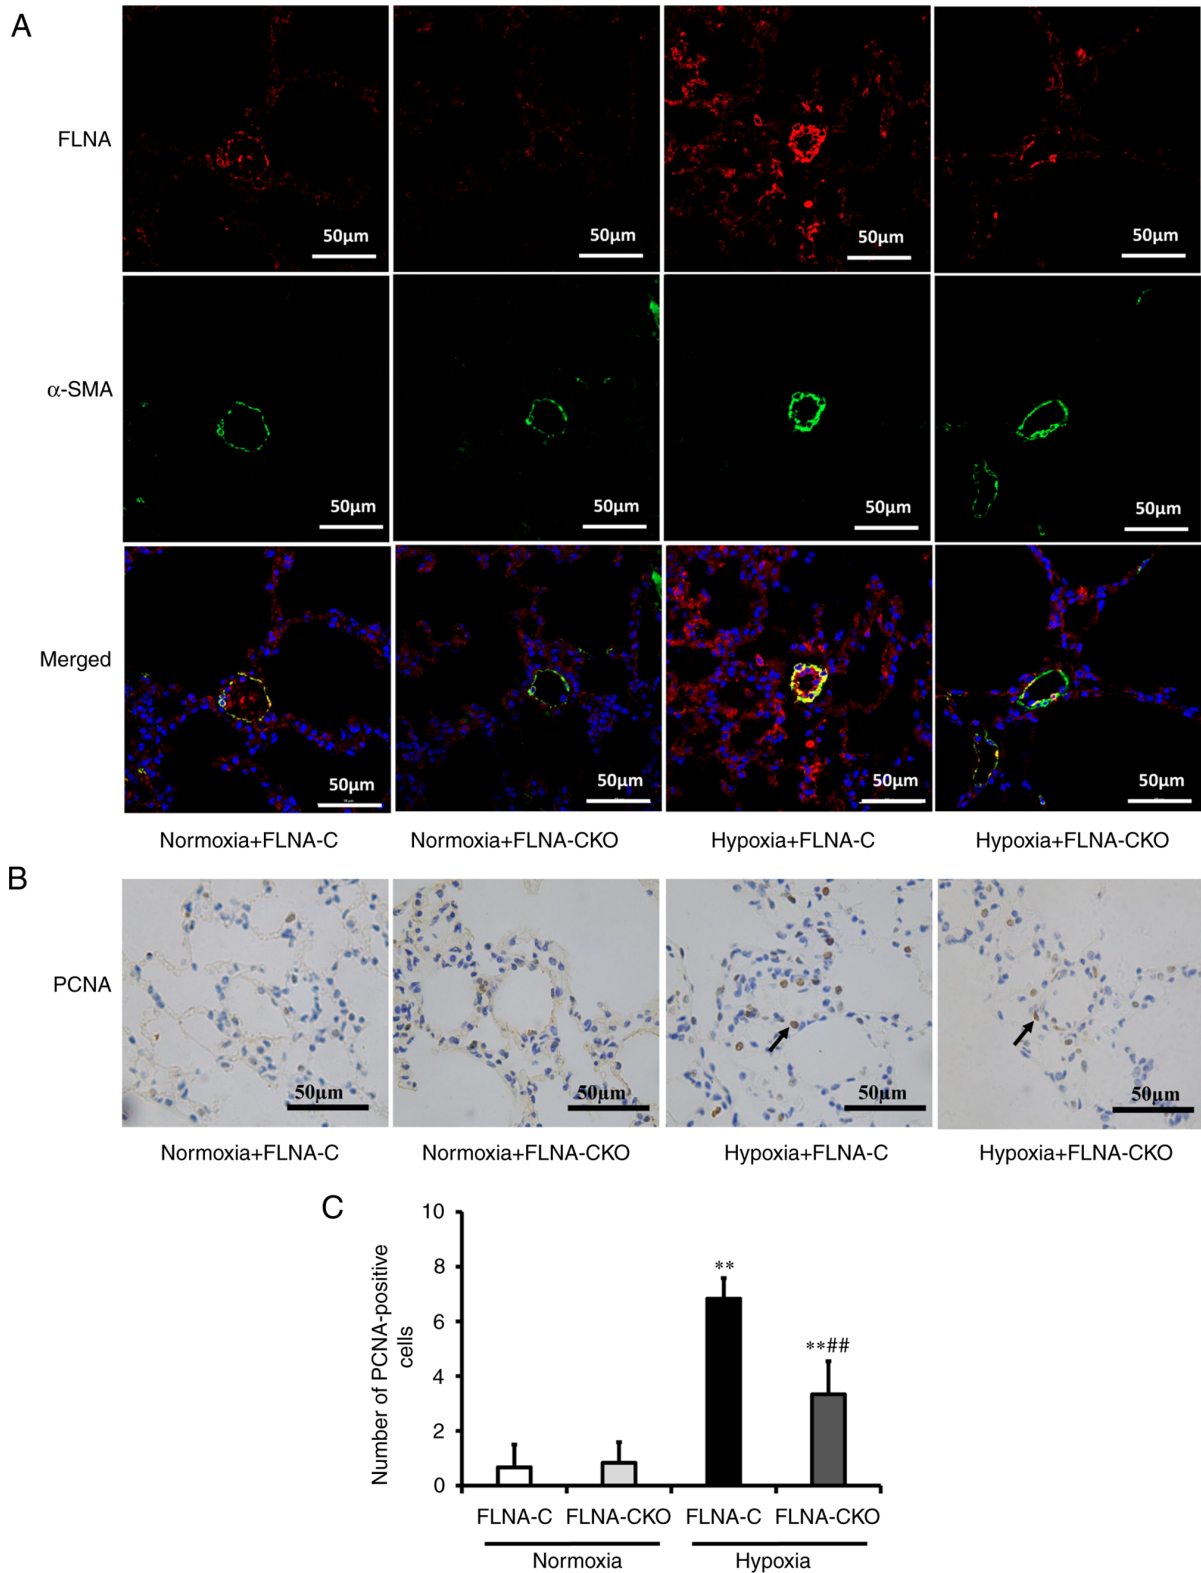 A
FLNA
50µm 50µm 50µm 50µm
α-SMA
50µm 50µm 50µm 50µm
Merged
50µm 50µm 50µm 50µm
Normoxia+FLNA-C Normoxia+FLNA-CKO Hypoxia+FLNA-C Hypoxia+FLNA-CKO
B
PCNA
50µm 50µm 50µm 50µm
Normoxia+FLNA-C Normoxia+FLNA-CKO Hypoxia+FLNA-C Hypoxia+FLNA-CKO
C
Number of PCNA-positive
cells
10
8
6
4
2
0
**
**##
FLNA-C FLNA-CKO FLNA-C FLNA-CKO
Normoxia Hypoxia